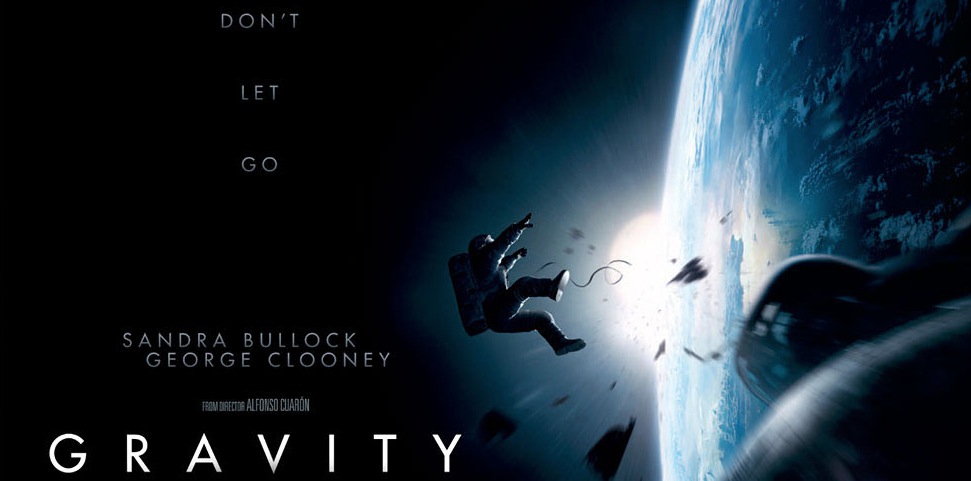 DON'T
LET
GO
SANDRA BULLOCK
GEORGE CLOONEY
FROM DIRECTOR ALFONSO CUARÓN
GRAVITY